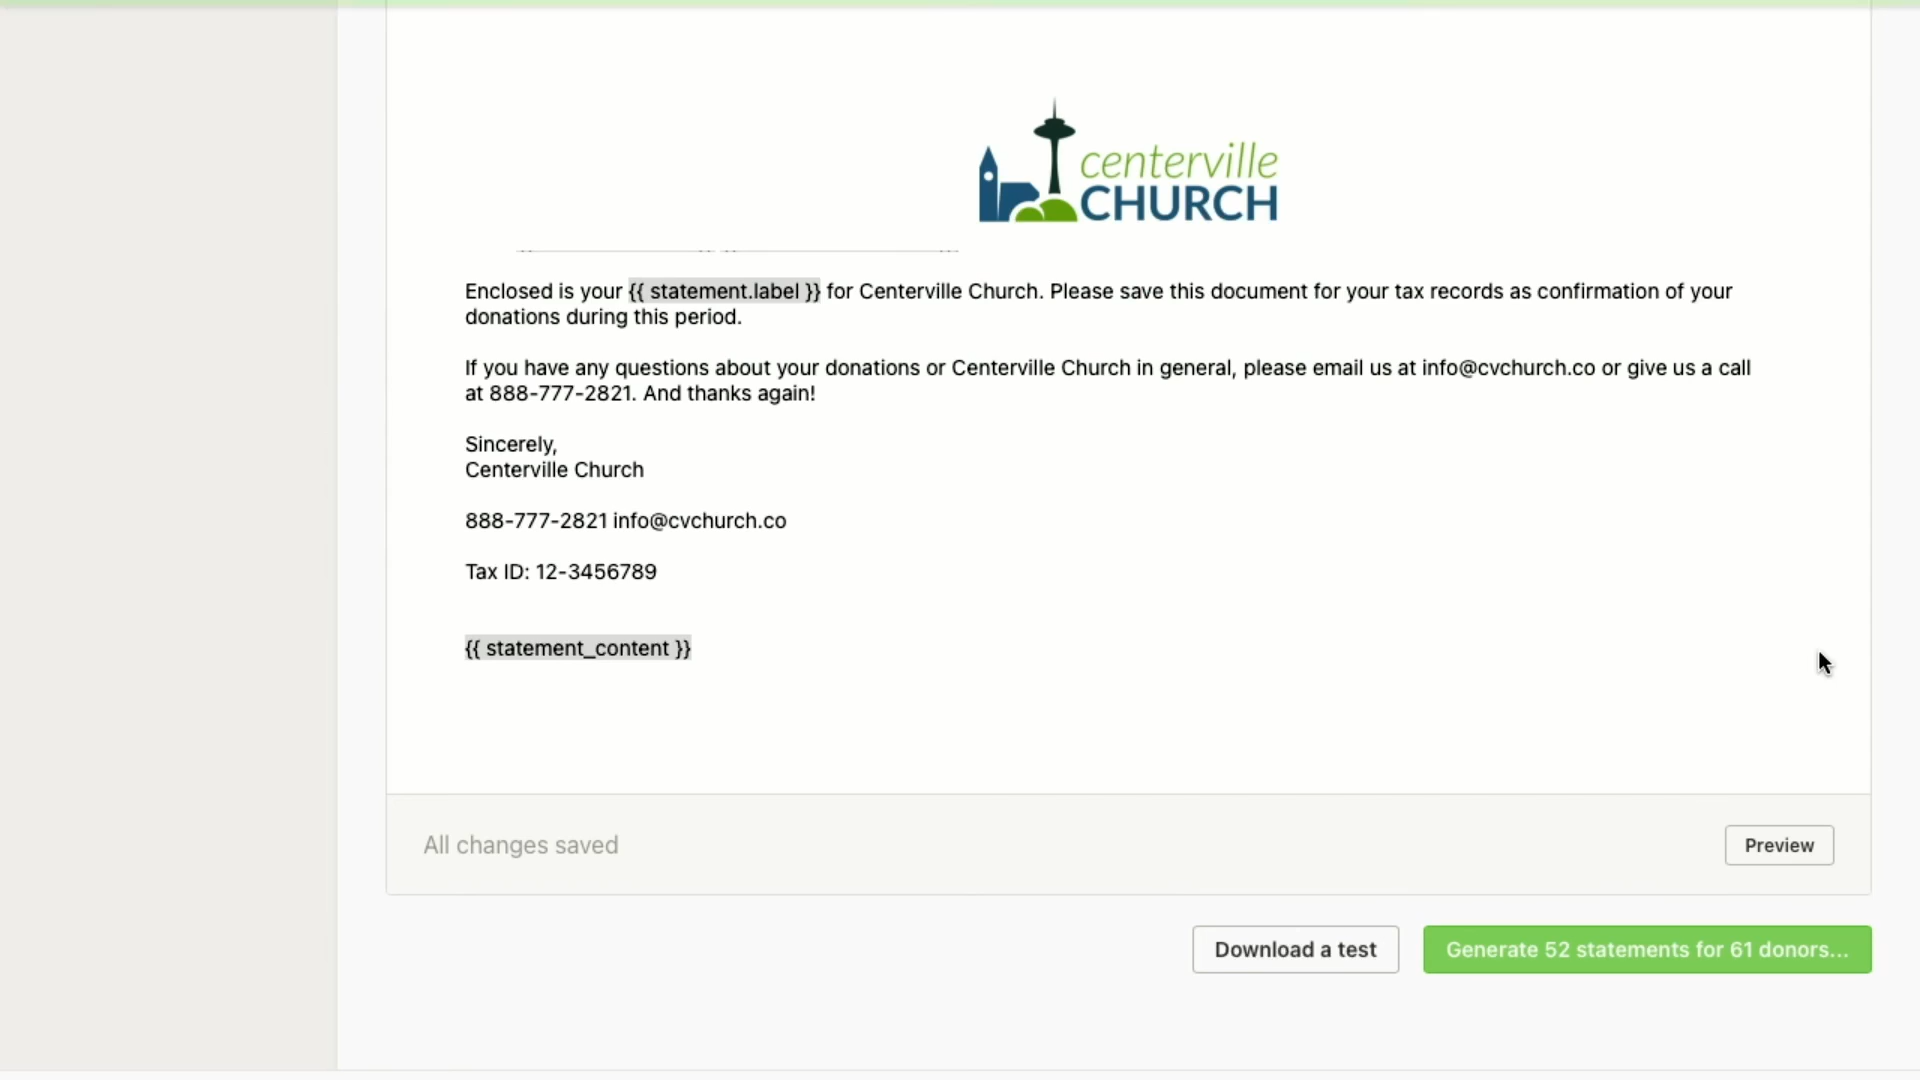 centerville
CHURCH
Enclosed is your {{ statement.label }} for Centerville Church. Please save this document for your tax records as confirmation of your
donations during this period.
If you have any questions about your donations or Centerville Church in general, please email us at info@cvchurch.co or give us a call
at 888-777-2821. And thanks again!
Sincerely,
Centerville Church
888-777-2821 info@cvchurch.co
Tax ID: 12-3456789
{{ statement_content }}
All changes saved
Preview
Download a test
Generate 52 statements for 61 donors...